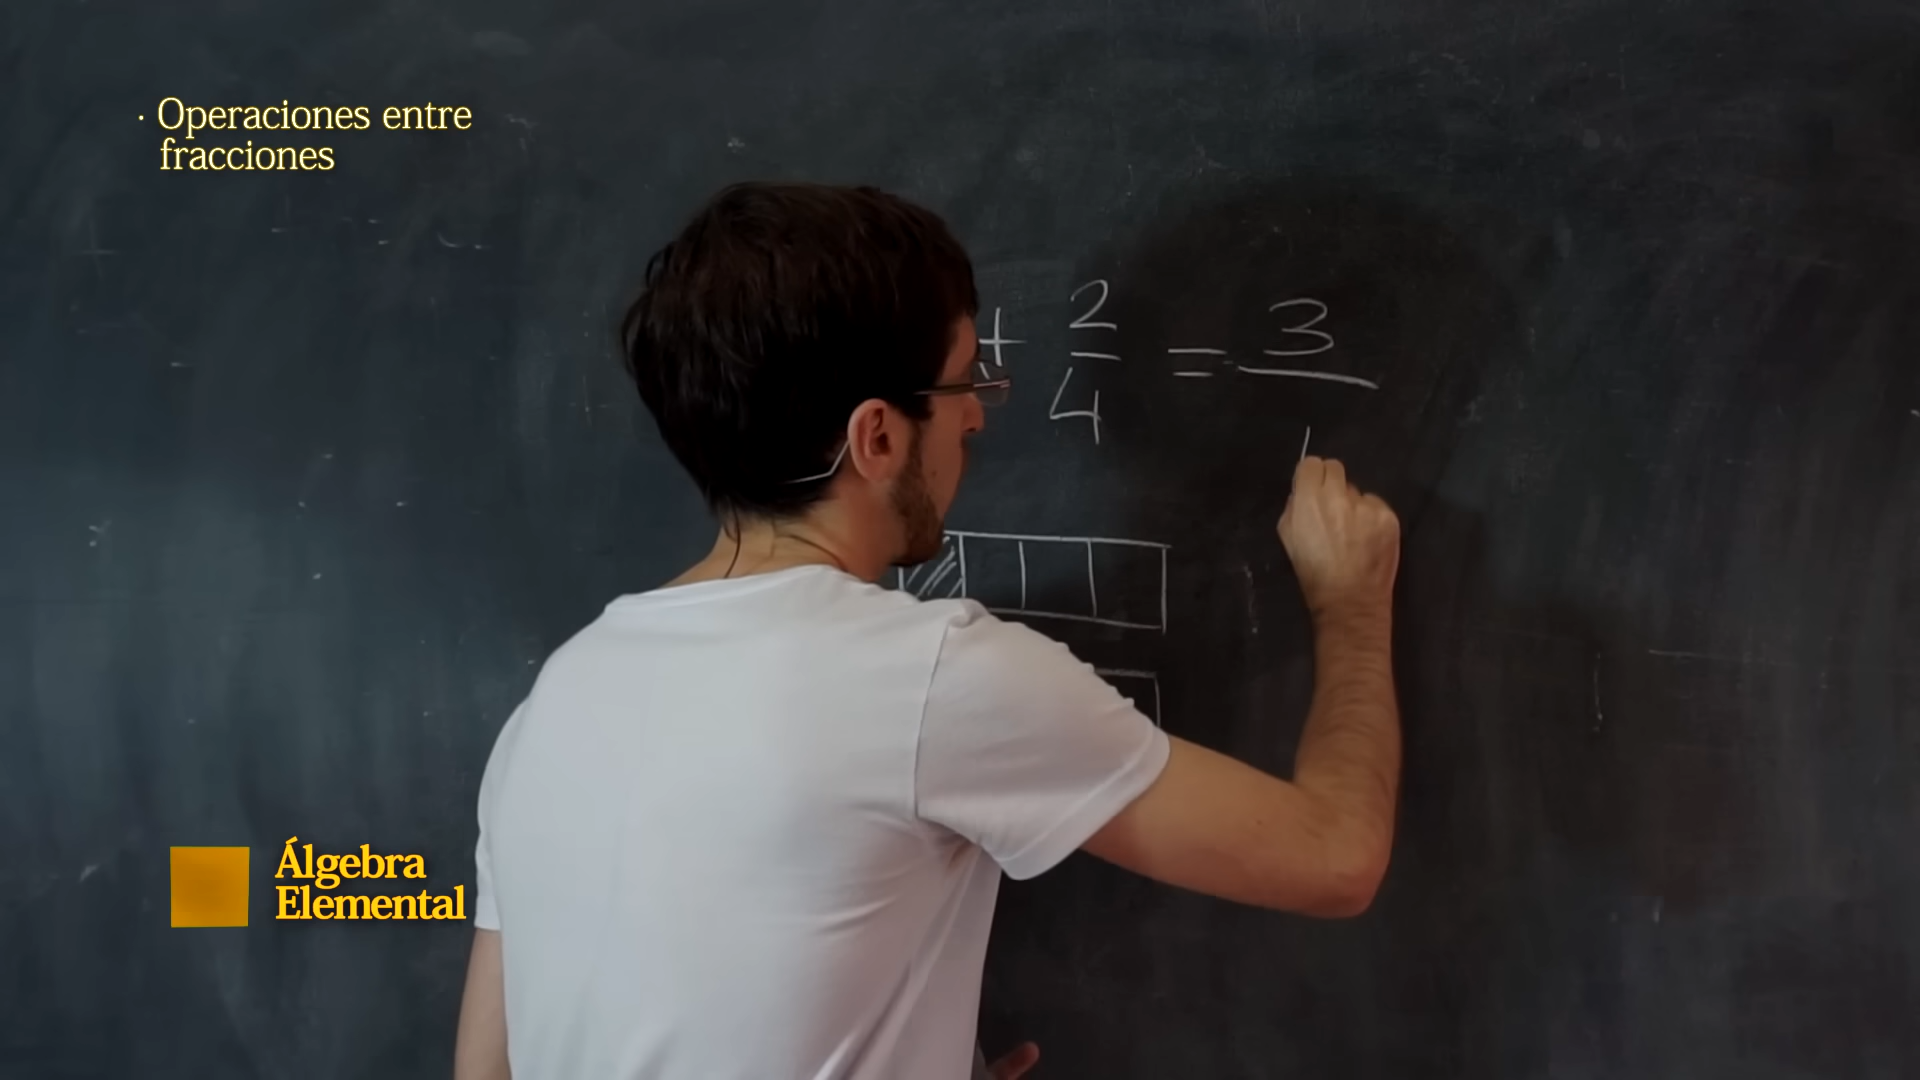 · Operaciones entre
fracciones
+ 2/4 = 3/
Álgebra
Elemental